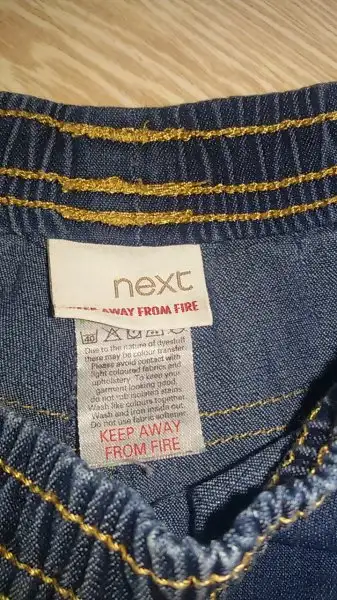 next
KEEP AWAY FROM FIRE
40
Due to the nature of dyestuff
there may be colour transfer.
Please avoid contact with
light coloured fabrics and
upholstery. To keep your
garment looking good
do not rub isolated stains.
Wash like colours together.
Wash and iron inside out.
Do not use fabric softener.
KEEP AWAY
FROM FIRE